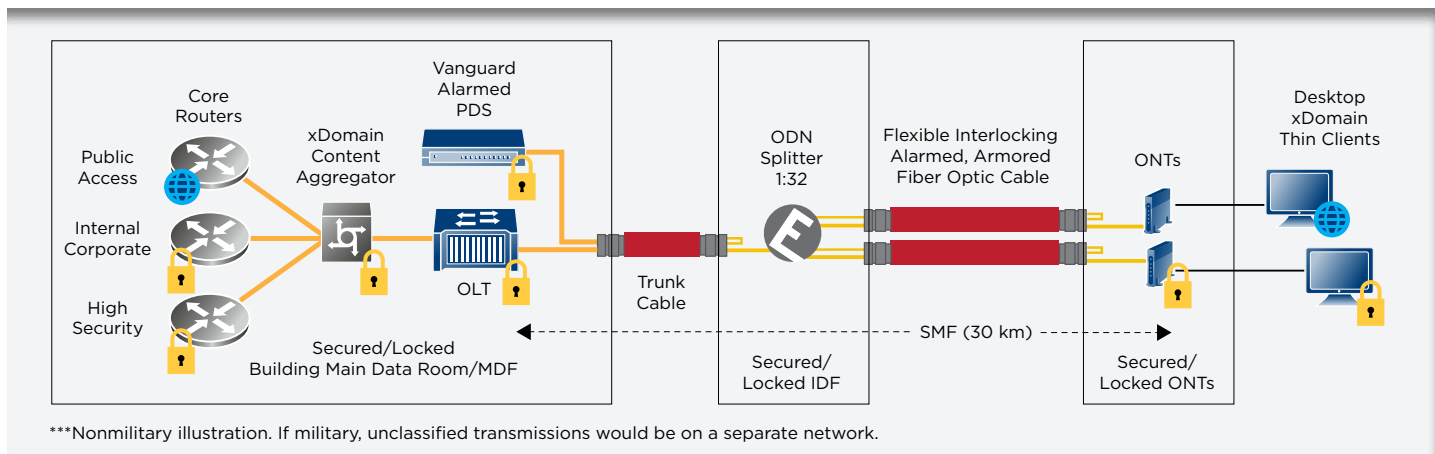 Core
Routers
Public
Access
Internal
Corporate
High
Security
xDomain
Content
Aggregator
Vanguard
Alarmed
PDS
OLT
Secured/Locked
Building Main Data Room/MDF
Trunk
Cable
ODN
Splitter
1:32
Secured/
Locked IDF
Flexible Interlocking
Alarmed, Armored
Fiber Optic Cable
SMF (30 km)
ONTs
Secured/
Locked ONTs
Desktop
xDomain
Thin Clients
***Nonmilitary illustration. If military, unclassified transmissions would be on a separate network.